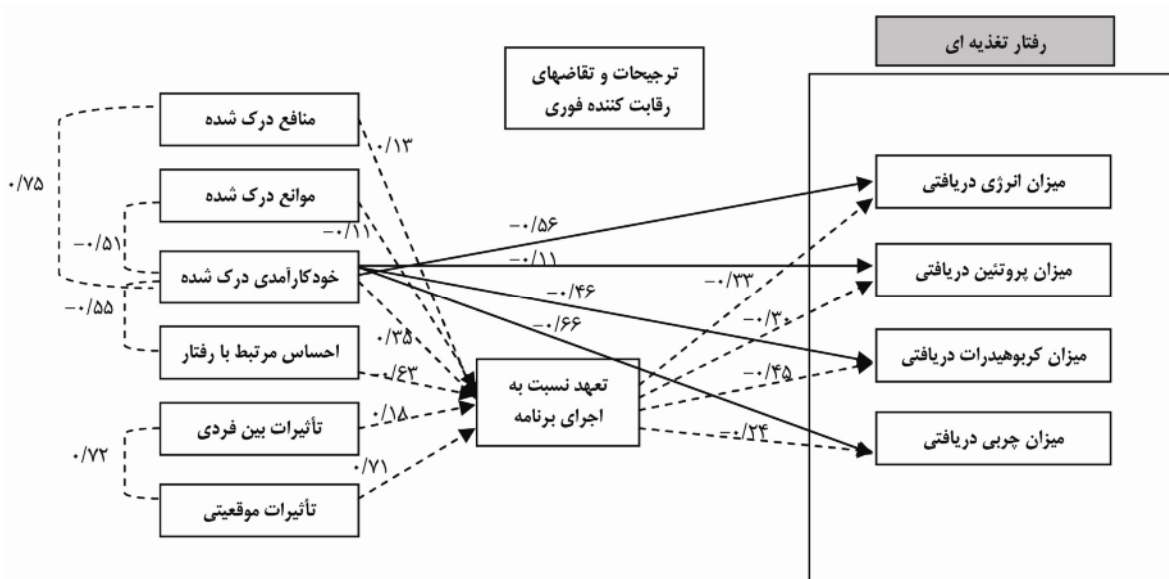 رفتار تغذیه ای
ترجیحات و تقاضهای
رقابت کننده فوری
منافع درک شده
موانع درک شده
خودکارآمدی درک شده
احساس مرتبط با رفتار
تأثیرات بین فردی
تأثیرات موقعیتی
تعهد نسبت به
اجرای برنامه
میزان انرژی دریافتی
میزان پروتئین دریافتی
میزان کربوهیدرات دریافتی
میزان چربی دریافتی
۰/۷۵
−۰/۵۱
−۰/۵۵
۰/۷۲
۰/۱۳
−۰/۱۱
۰/۳۵
−۰/۶۳
۰/۱۸
۰/۷۱
−۰/۵۶
−۰/۱۱
−۰/۴۶
−۰/۶۶
−۰/۳۳
−۰/۳۰
−۰/۴۵
−۰/۲۴